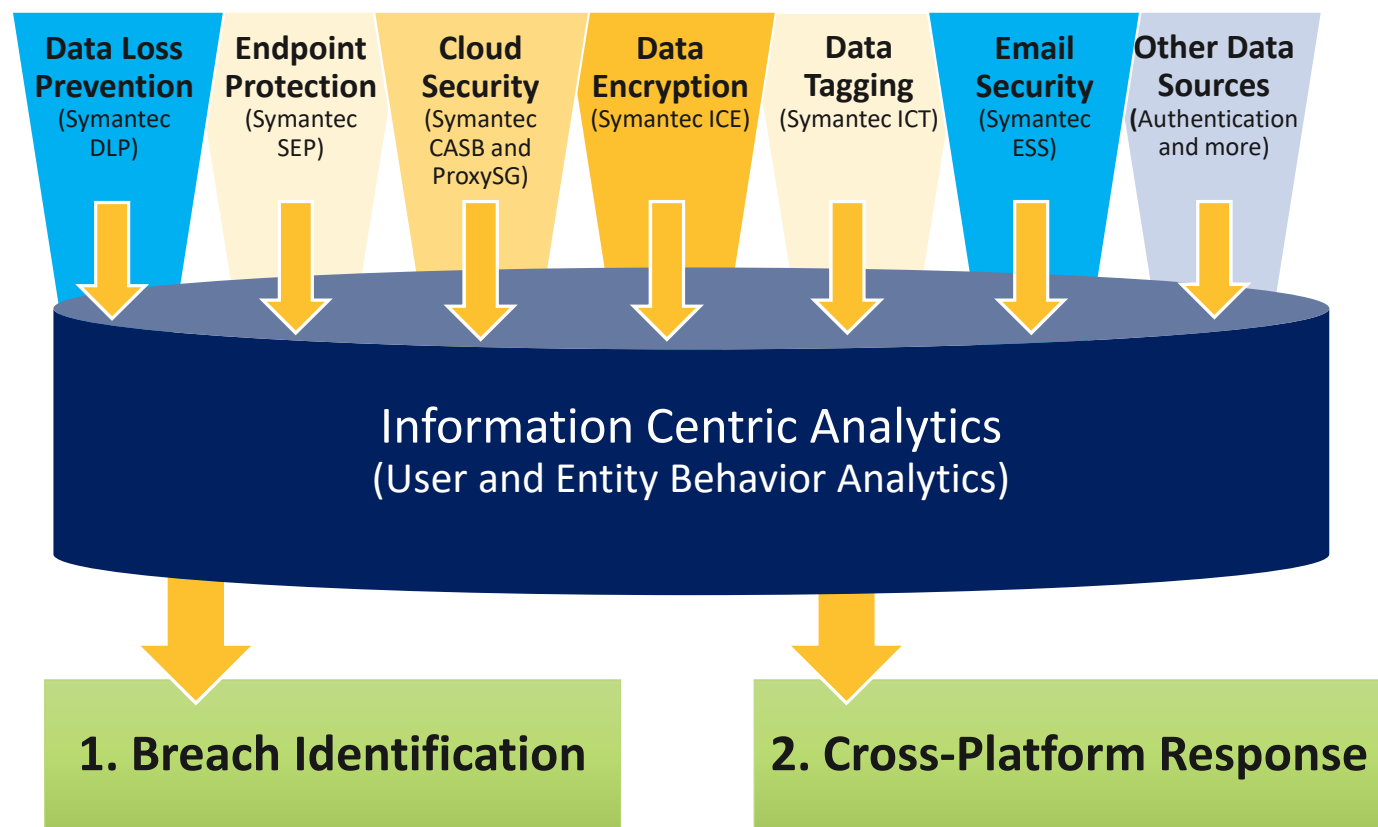 Data Loss
Prevention
(Symantec
DLP)
Endpoint
Protection
(Symantec
SEP)
Cloud
Security
(Symantec
CASB and
ProxySG)
Data
Encryption
(Symantec ICE)
Data
Tagging
(Symantec ICT)
Email
Security
(Symantec
ESS)
Other Data
Sources
(Authentication
and more)
Information Centric Analytics
(User and Entity Behavior Analytics)
1. Breach Identification
2. Cross-Platform Response